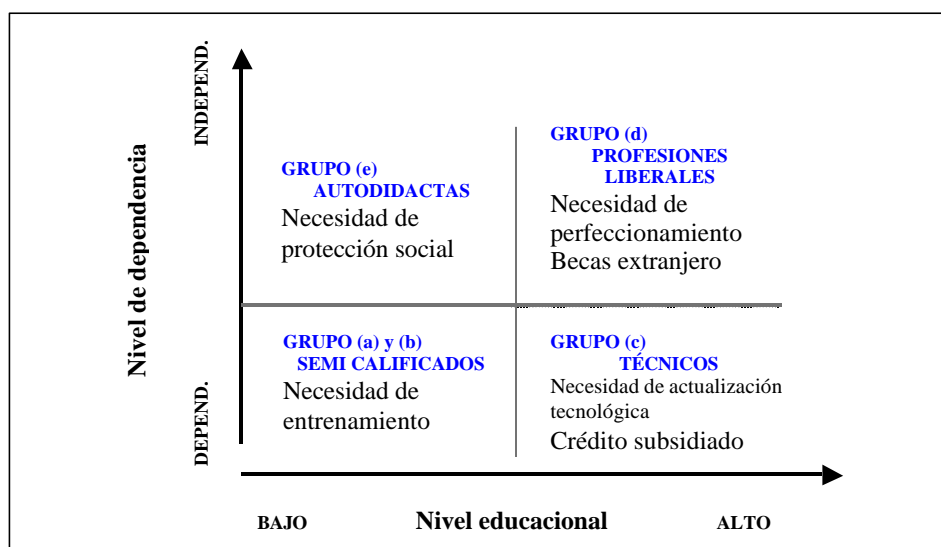 INDEPEND.
Nivel de dependencia
DEPEND.
GRUPO (e)
AUTODIDACTAS
Necesidad de
protección social
GRUPO (d)
PROFESIONES
LIBERALES
Necesidad de
perfeccionamiento
Becas extranjero
GRUPO (a) y (b)
SEMI CALIFICADOS
Necesidad de
entrenamiento
GRUPO (c)
TÉCNICOS
Necesidad de actualización
tecnológica
Crédito subsidiado
BAJO
Nivel educacional
ALTO